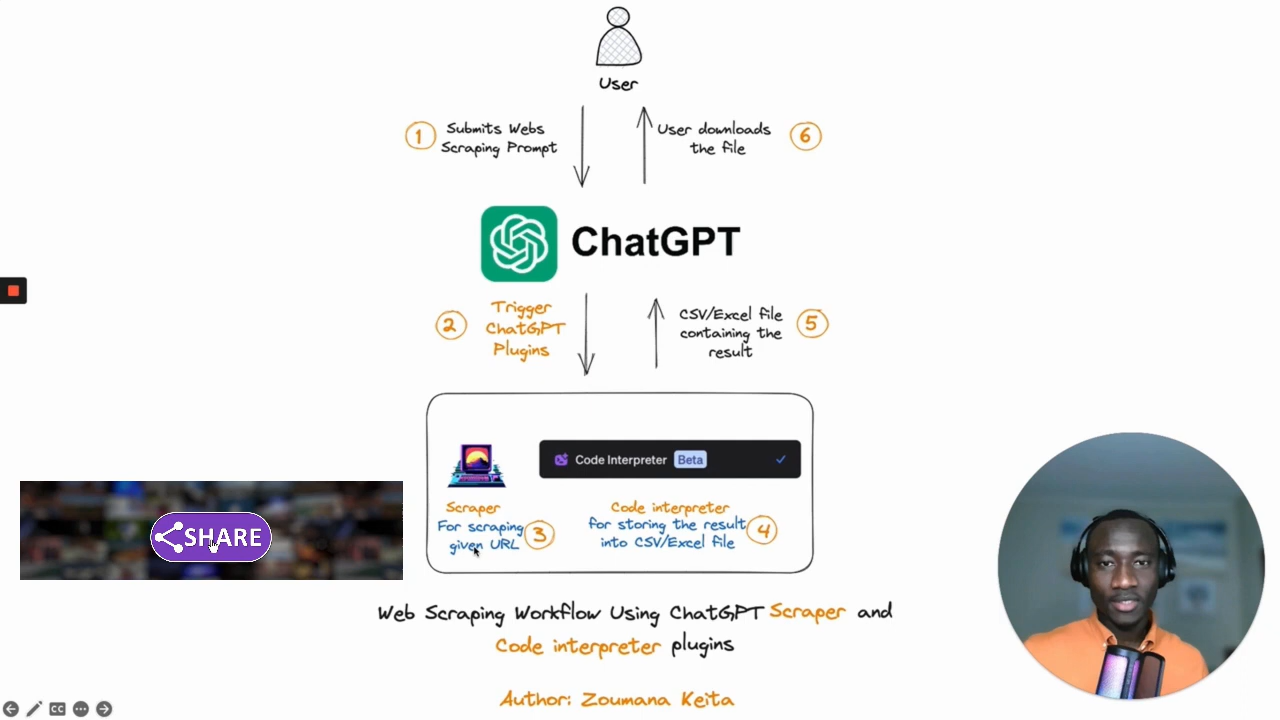 User
1
Submits Webs
Scraping Prompt
User downloads
the file
6
ChatGPT
2
Trigger
ChatGPT
Plugins
CSV/Excel file
containing the
result
5
Code Interpreter Beta
Scraper
For scraping
given URL
3
Code interpreter
for storing the result
into CSV/Excel file
4
SHARE
Web Scraping Workflow Using ChatGPT Scraper and
Code interpreter plugins
Author: Zoumana Keita
CC